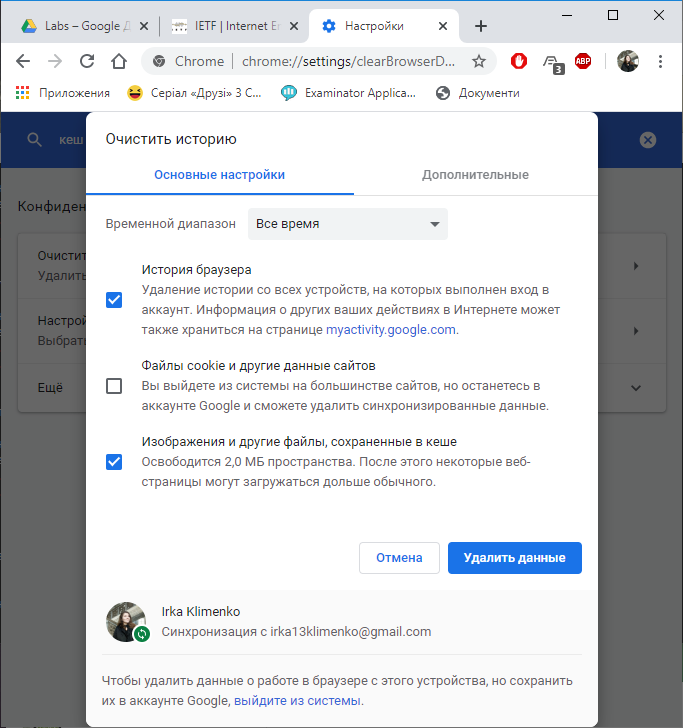 Labs – Google Д
IETF | Internet En
Настройки
Chrome | chrome://settings/clearBrowserD...
3
ABP
Приложения
Серіал «Друзі» 3 С...
Examinator Applica...
Документи
кеш
Очистить историю
Основные настройки
Дополнительные
Временной диапазон
Все время
Конфиден
Очистит
Удалить
Настрой
Выбрать
Ещё
История браузера
Удаление истории со всех устройств, на которых выполнен вход в
аккаунт. Информация о других ваших действиях в Интернете может
также храниться на странице myactivity.google.com.
Файлы cookie и другие данные сайтов
Вы выйдете из системы на большинстве сайтов, но останетесь в
аккаунте Google и сможете удалить синхронизированные данные.
Изображения и другие файлы, сохраненные в кеше
Освободится 2,0 МБ пространства. После этого некоторые веб-
страницы могут загружаться дольше обычного.
Отмена
Удалить данные
Irka Klimenko
Синхронизация с irka13klimenko@gmail.com
Чтобы удалить данные о работе в браузере с этого устройства, но сохранить
их в аккаунте Google, выйдите из системы.